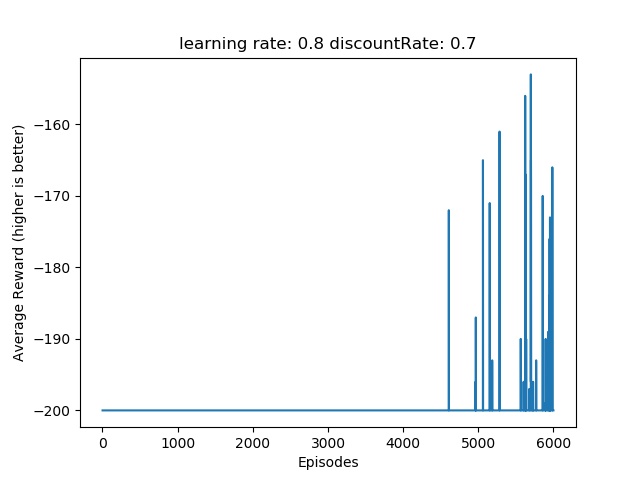 learning rate: 0.8 discountRate: 0.7
Average Reward (higher is better)
−160
−170
−180
−190
−200
0 1000 2000 3000 4000 5000 6000
Episodes